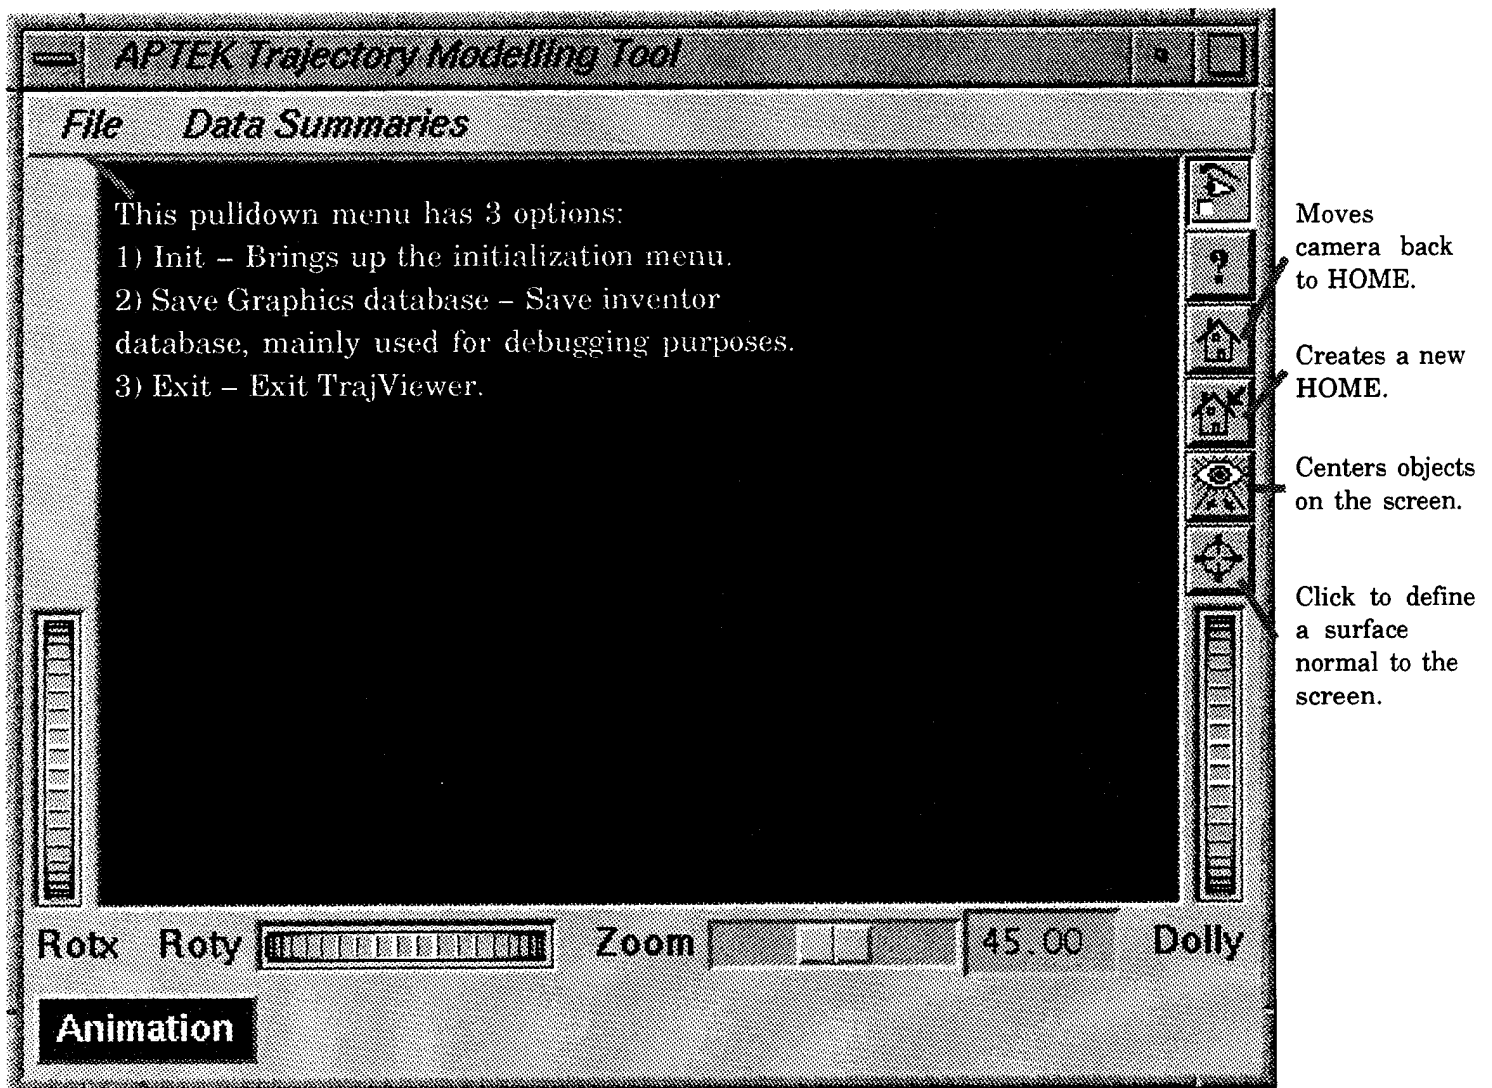 APTEK Trajectory Modelling Tool
File Data Summaries
This pulldown menu has 3 options:
1) Init – Brings up the initialization menu.
2) Save Graphics database – Save inventor
database, mainly used for debugging purposes.
3) Exit – Exit TrajViewer.
?
Moves
camera back
to HOME.
Creates a new
HOME.
Centers objects
on the screen.
Click to define
a surface
normal to the
screen.
Rotx Roty Zoom 45.00 Dolly
Animation